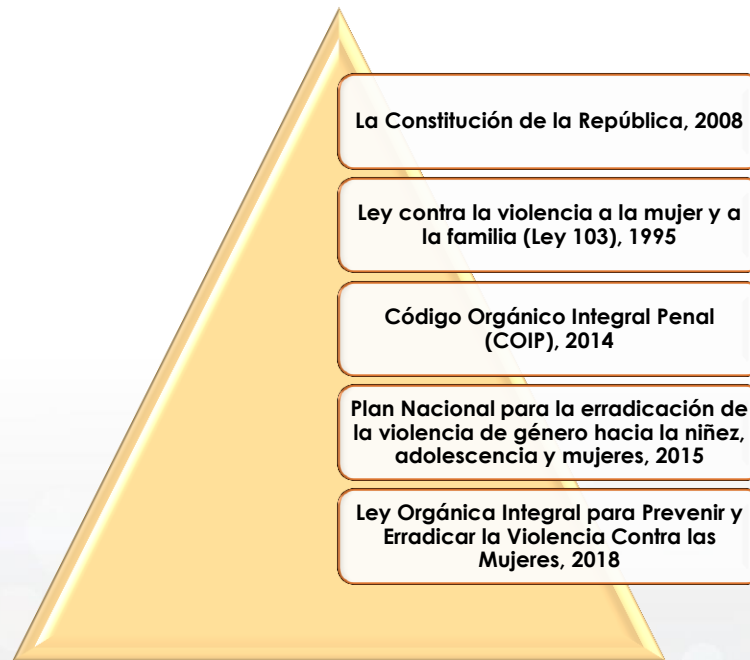 La Constitución de la República, 2008
Ley contra la violencia a la mujer y a
la familia (Ley 103), 1995
Código Orgánico Integral Penal
(COIP), 2014
Plan Nacional para la erradicación de
la violencia de género hacia la niñez,
adolescencia y mujeres, 2015
Ley Orgánica Integral para Prevenir y
Erradicar la Violencia Contra las
Mujeres, 2018